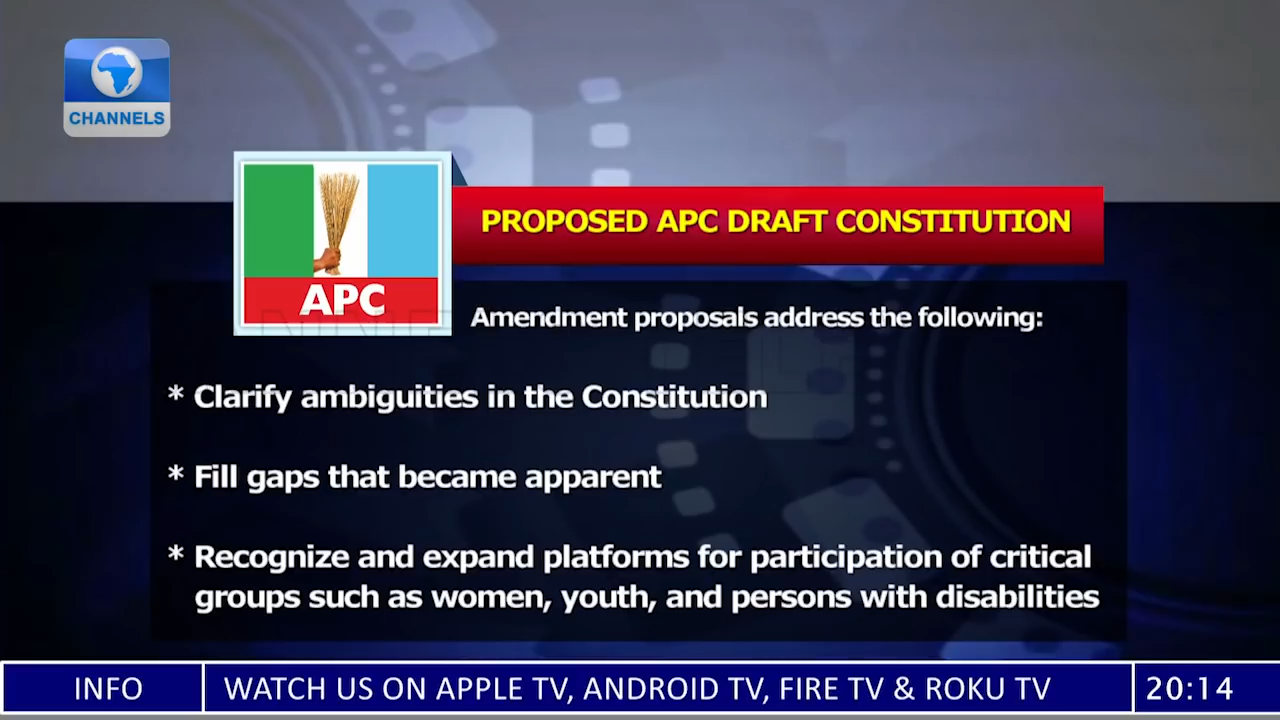 CHANNELS
PROPOSED APC DRAFT CONSTITUTION
APC
Amendment proposals address the following:
* Clarify ambiguities in the Constitution
* Fill gaps that became apparent
* Recognize and expand platforms for participation of critical
groups such as women, youth, and persons with disabilities
INFO
WATCH US ON APPLE TV, ANDROID TV, FIRE TV & ROKU TV
20:14